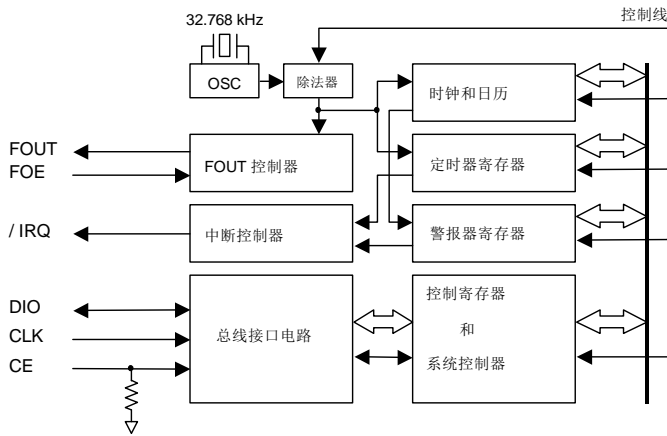 32.768 kHz
控制线
OSC
除法器
时钟和日历
FOUT
FOE
FOUT 控制器
定时器寄存器
/ IRQ
中断控制器
警报器寄存器
DIO
CLK
CE
总线接口电路
控制寄存器
和
系统控制器